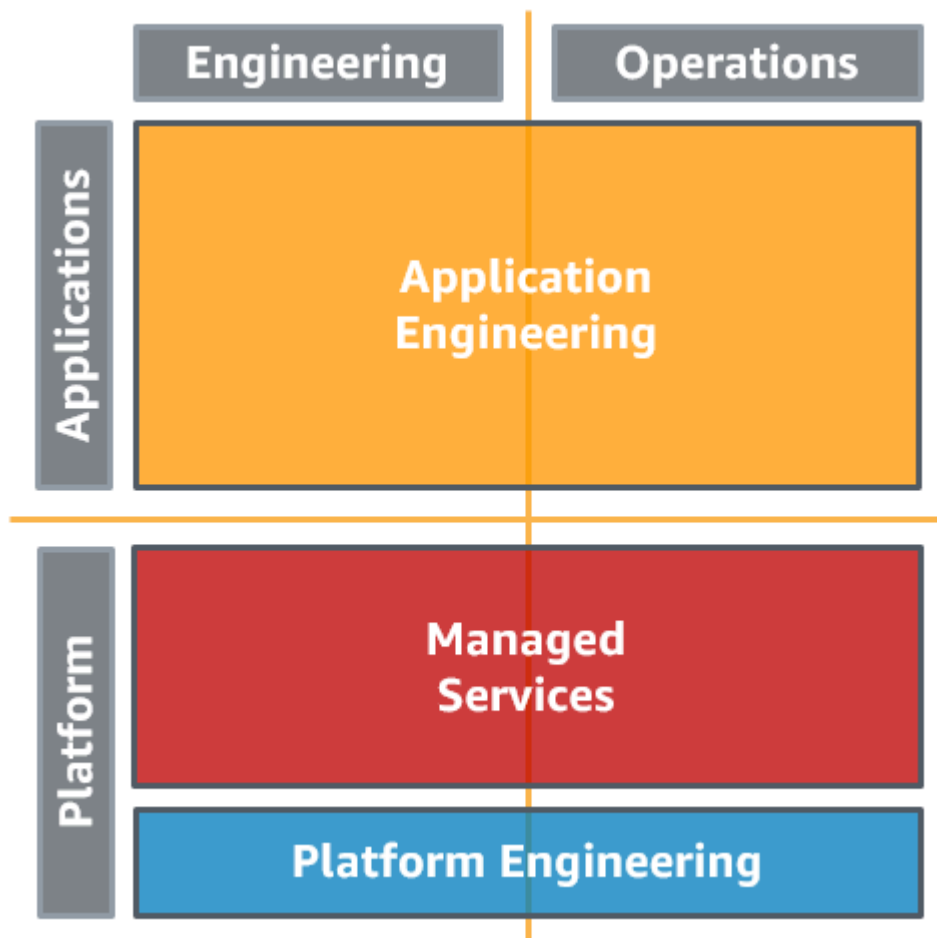 Engineering
Operations
Applications
Application
Engineering
Platform
Managed
Services
Platform Engineering